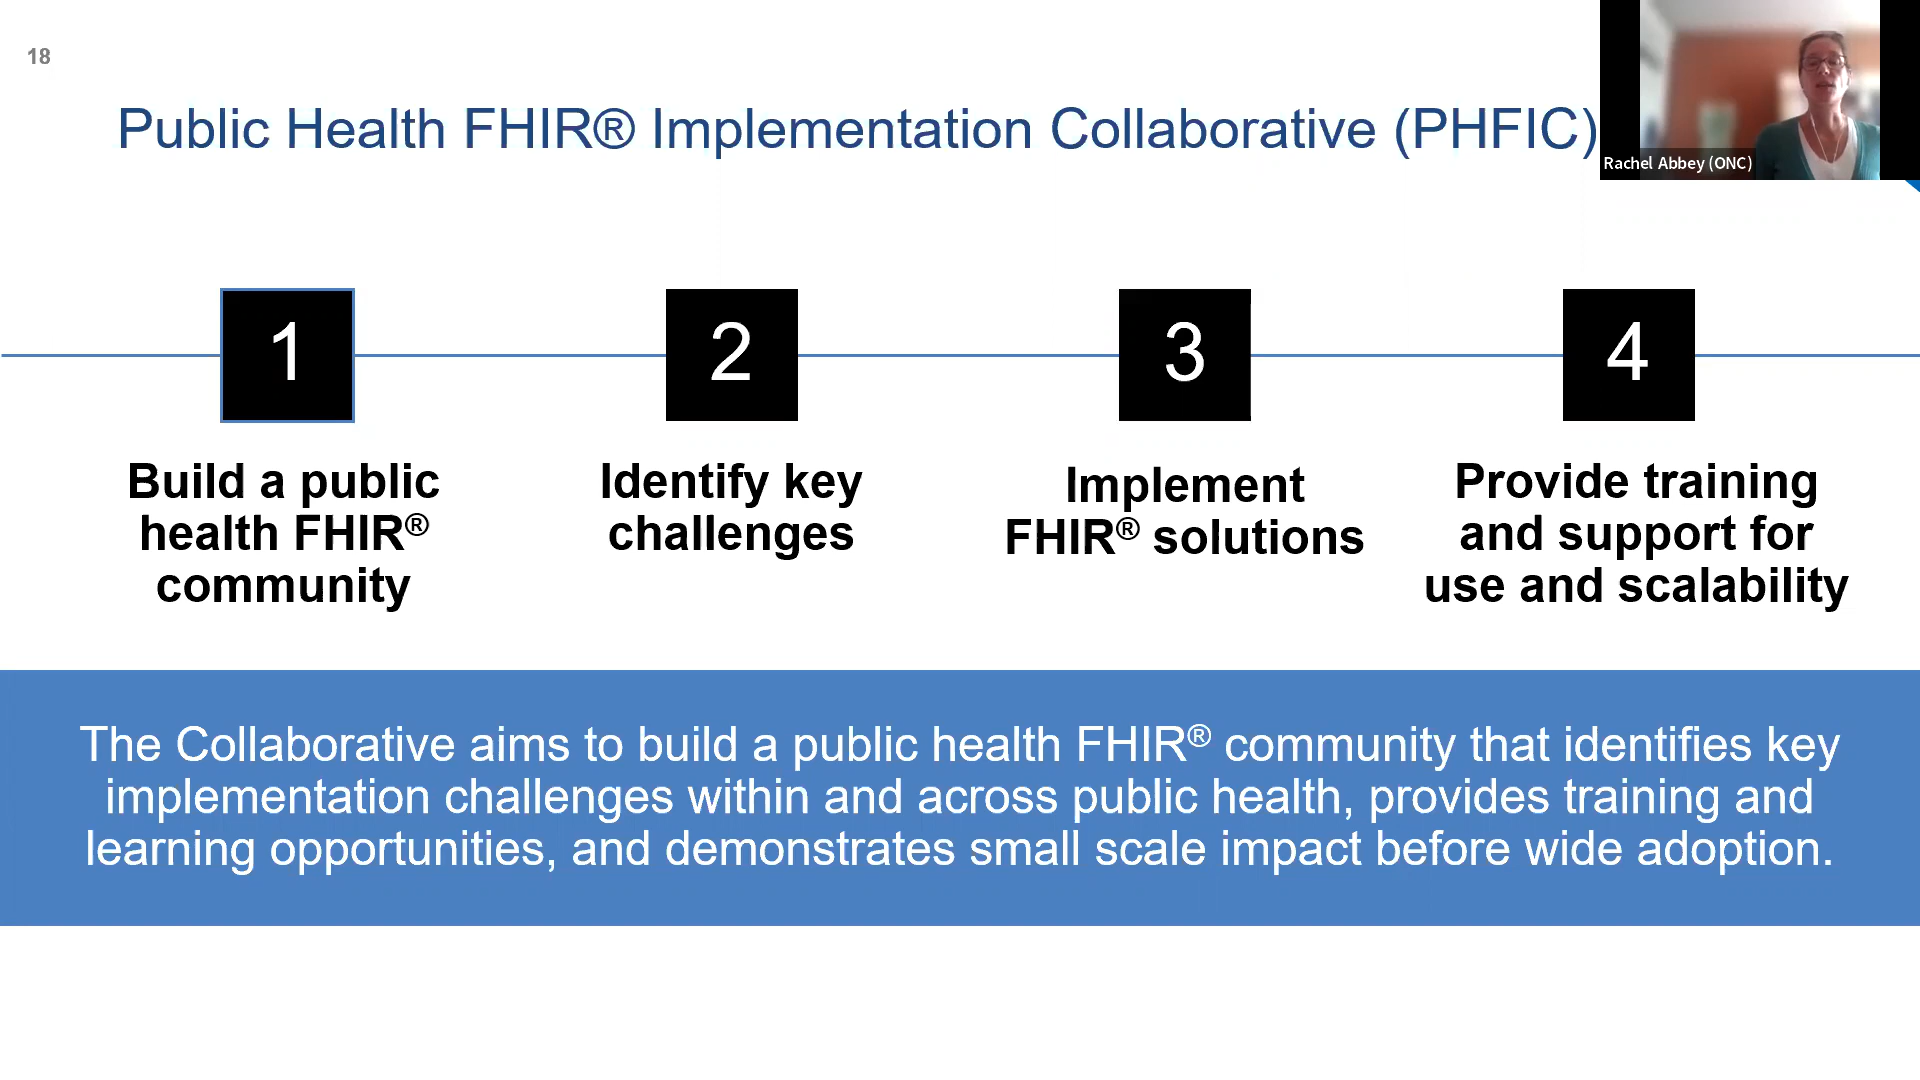 18
Public Health FHIR® Implementation Collaborative (PHFIC)
Rachel Abbey (ONC)
1
Build a public
health FHIR®
community
2
Identify key
challenges
3
Implement
FHIR® solutions
4
Provide training
and support for
use and scalability
The Collaborative aims to build a public health FHIR® community that identifies key
implementation challenges within and across public health, provides training and
learning opportunities, and demonstrates small scale impact before wide adoption.